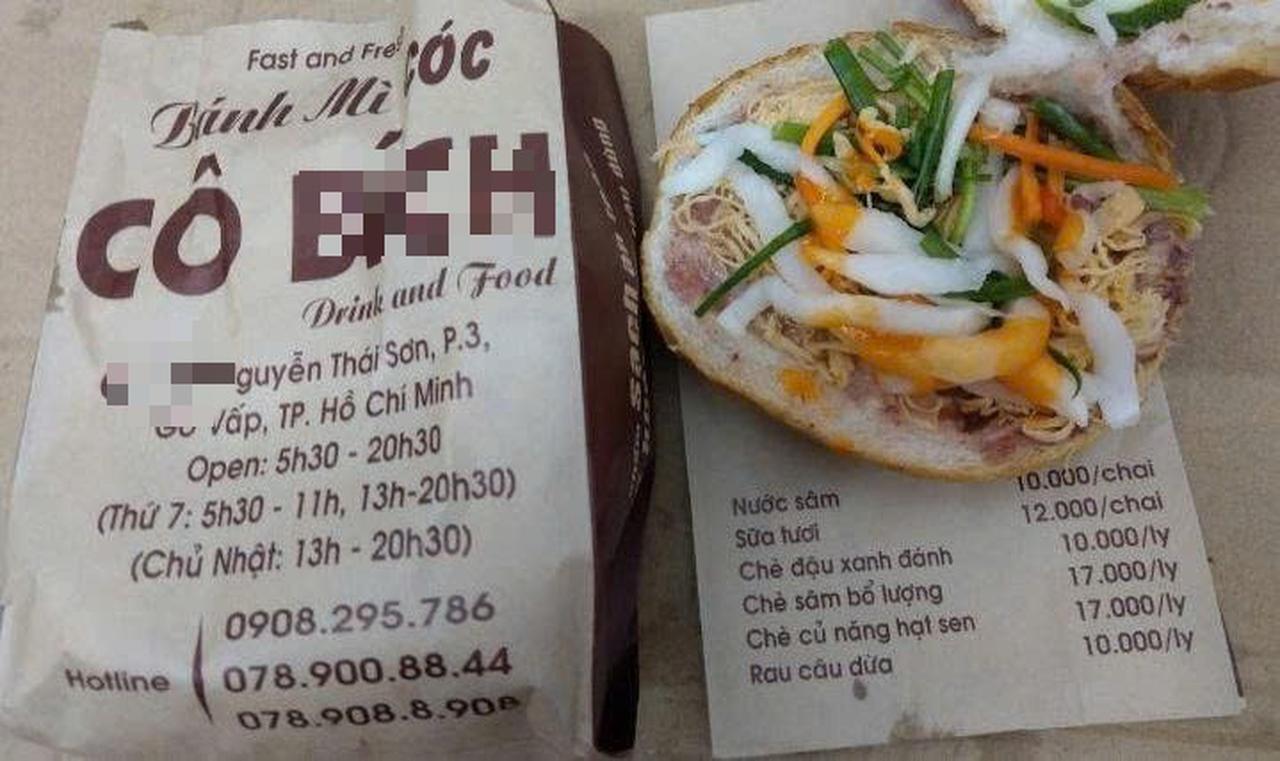 Fast and Fre
CÓC
Bánh Mì
CÔ BÍCH
Drink and Food
guyễn Thái Sơn, P.3,
Gò Vấp, TP. Hồ Chí Minh
Open: 5h30 - 20h30
(Thứ 7: 5h30 - 11h, 13h-20h30)
(Chủ Nhật: 13h - 20h30)
Hotline
0908.295.786
078.900.88.44
078.908.8.908
10.000/chai
Nước sâm 12.000/chai
Sữa tươi 10.000/ly
Chè đậu xanh đánh 17.000/ly
Chè sâm bổ lượng 17.000/ly
Chè củ năng hạt sen 10.000/ly
Rau câu dừa